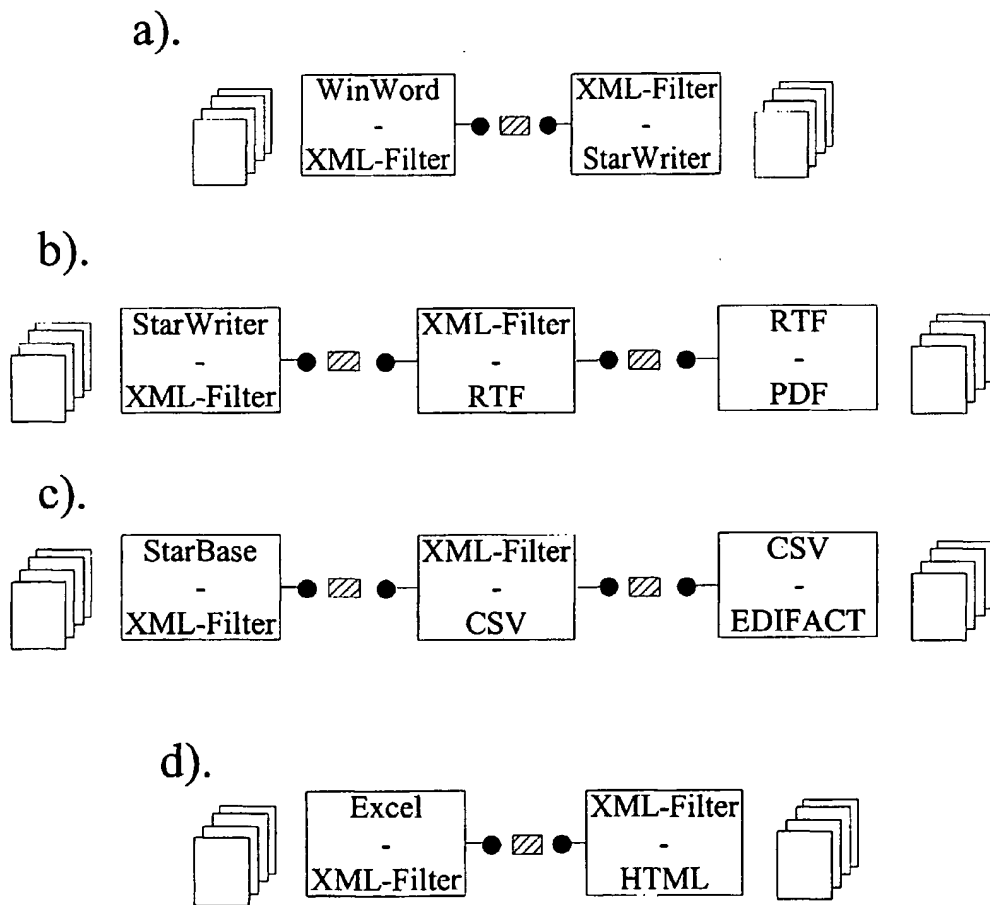 a).
WinWord XML-Filter
- -
XML-Filter StarWriter
b).
StarWriter XML-Filter RTF
- - -
XML-Filter RTF PDF
c).
StarBase XML-Filter CSV
- - -
XML-Filter CSV EDIFACT
d).
Excel XML-Filter
- -
XML-Filter HTML